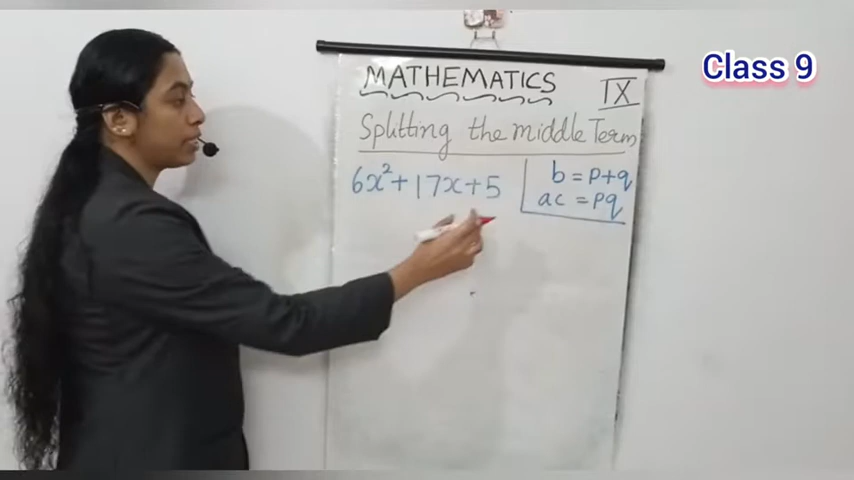 MATHEMATICS IX
Class 9
Splitting the middle Term
6x²+17x+5
b = p+q
ac = pq